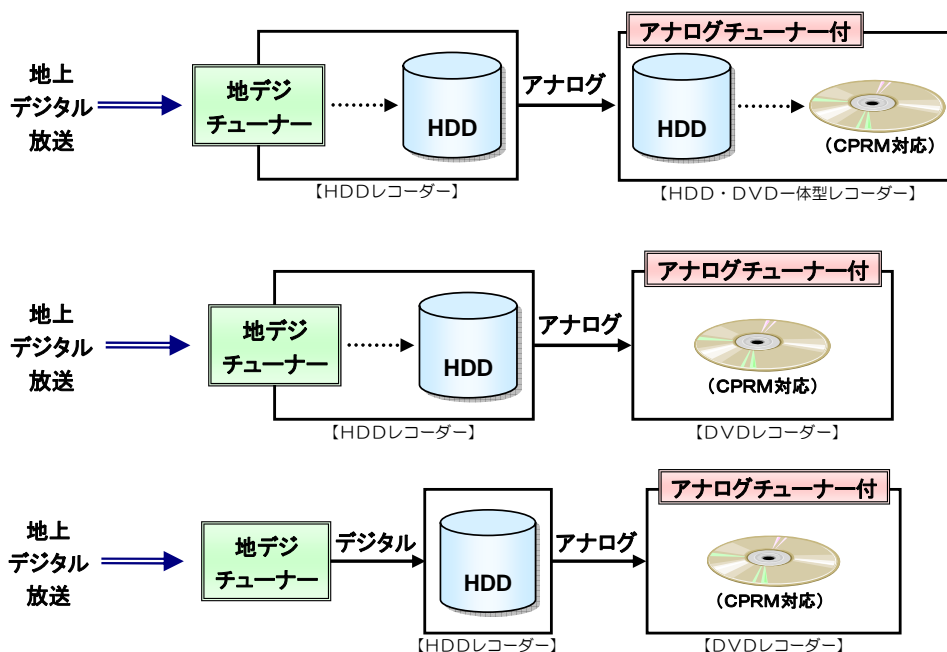 アナログチューナー付
地上
デジタル
放送
地デジ
チューナー
HDD
アナログ
HDD
(CPRM対応)
【HDDレコーダー】
【HDD・DVD一体型レコーダー】
アナログチューナー付
地上
デジタル
放送
地デジ
チューナー
HDD
アナログ
(CPRM対応)
【HDDレコーダー】
【DVDレコーダー】
アナログチューナー付
地上
デジタル
放送
地デジ
チューナー
デジタル
HDD
アナログ
(CPRM対応)
【HDDレコーダー】
【DVDレコーダー】